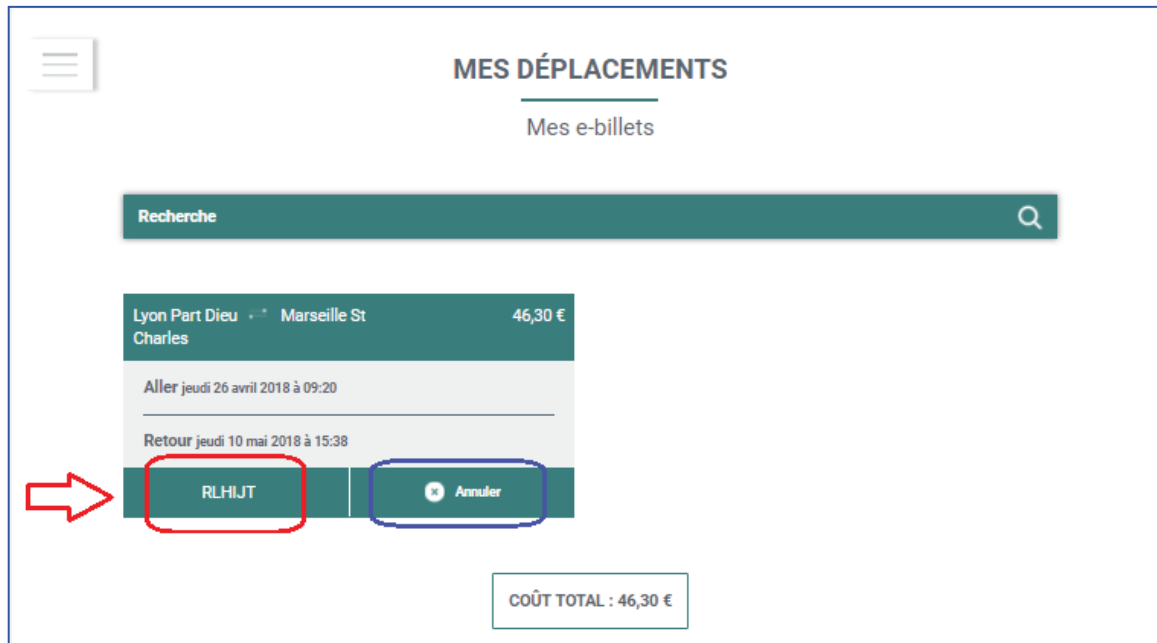 MES DÉPLACEMENTS
Mes e-billets
Recherche
Lyon Part Dieu Marseille St 46,30 €
Charles
Aller jeudi 26 avril 2018 à 09:20
Retour jeudi 10 mai 2018 à 15:38
RLHIJT Annuler
COÛT TOTAL : 46,30 €